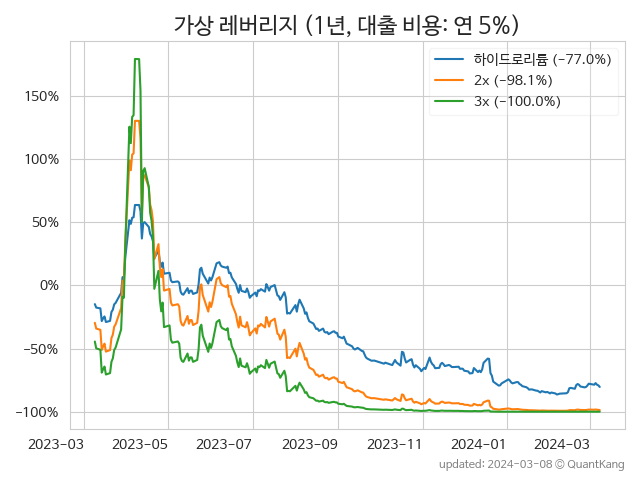 가상 레버리지 (1년, 대출 비용: 연 5%)
하이드로리튬 (-77.0%)
2x (-98.1%)
3x (-100.0%)
150%
100%
50%
0%
-50%
-100%
2023-03 2023-05 2023-07 2023-09 2023-11 2024-01 2024-03
updated: 2024-03-08 © QuantKang